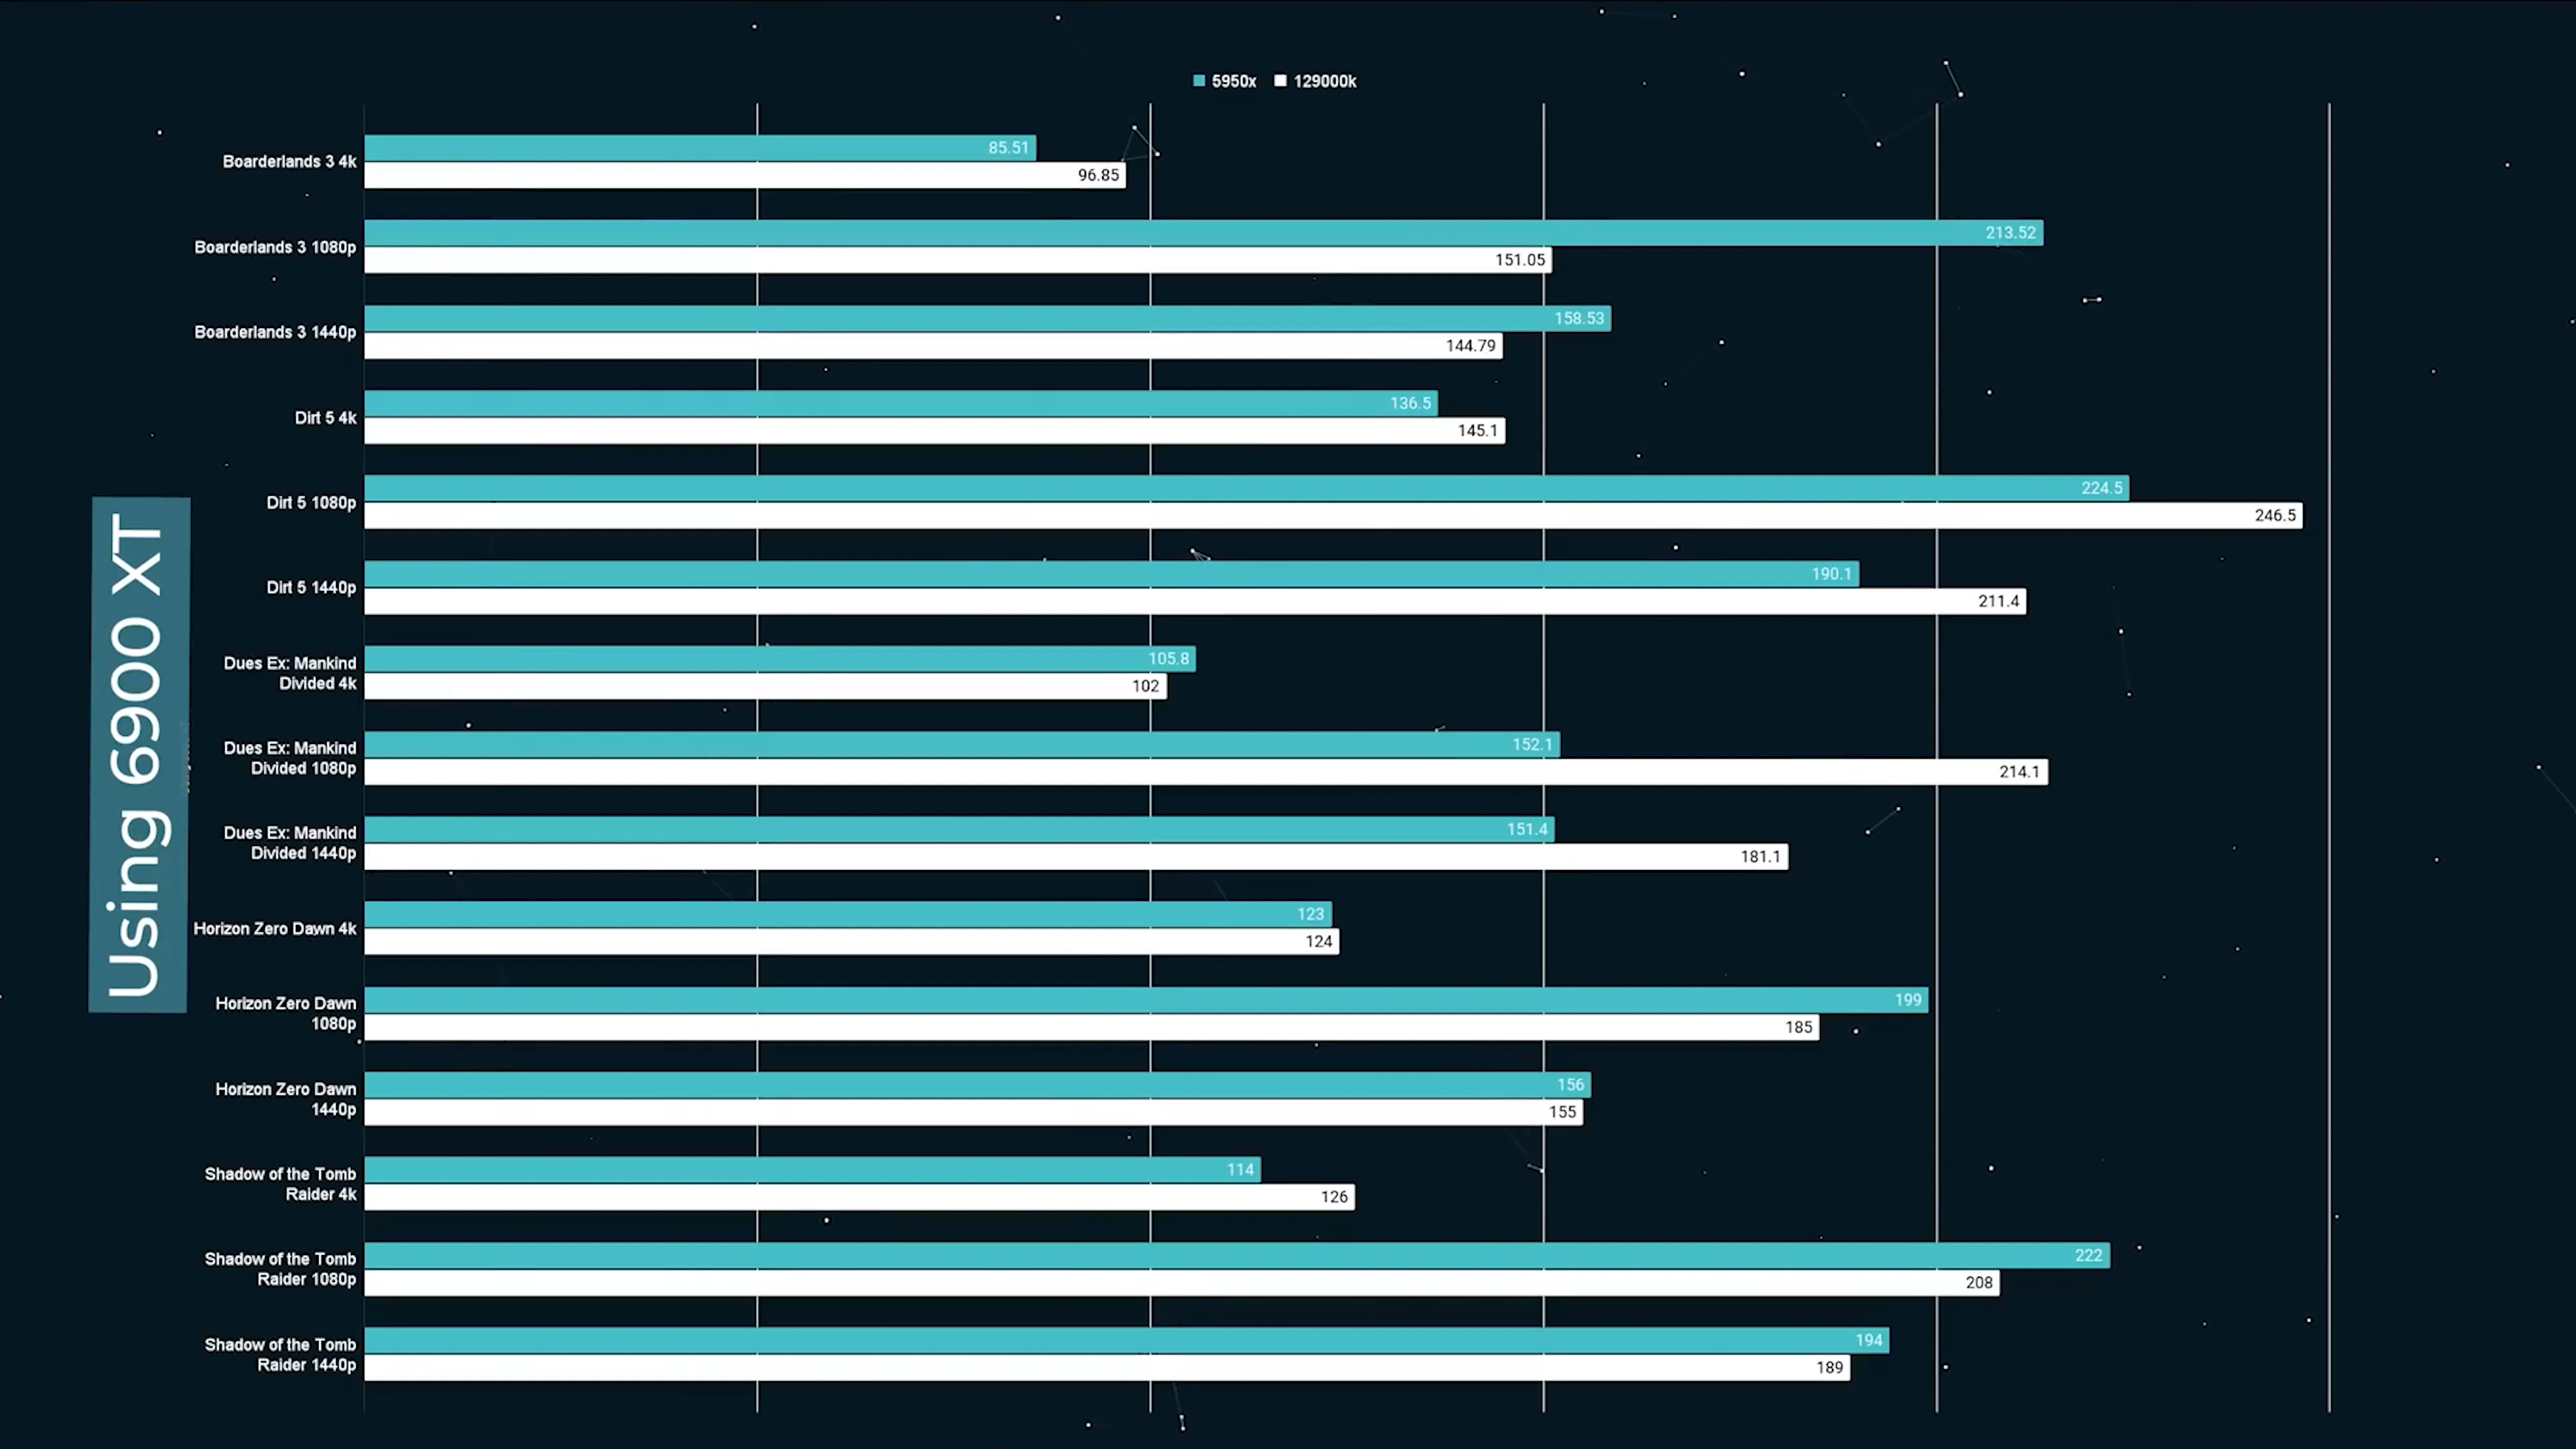 5950x
129000k
Boarderlands 3 4k
85.51
96.85
Boarderlands 3 1080p
213.52
151.05
Boarderlands 3 1440p
158.53
144.79
Dirt 5 4k
136.5
145.1
Dirt 5 1080p
224.5
246.5
Dirt 5 1440p
190.1
211.4
Dues Ex: Mankind
Divided 4k
105.8
102
Dues Ex: Mankind
Divided 1080p
152.1
214.1
Dues Ex: Mankind
Divided 1440p
151.4
181.1
Horizon Zero Dawn 4k
123
124
Horizon Zero Dawn
1080p
199
185
Horizon Zero Dawn
1440p
156
155
Shadow of the Tomb
Raider 4k
114
126
Shadow of the Tomb
Raider 1080p
222
208
Shadow of the Tomb
Raider 1440p
194
189
Using 6900 XT